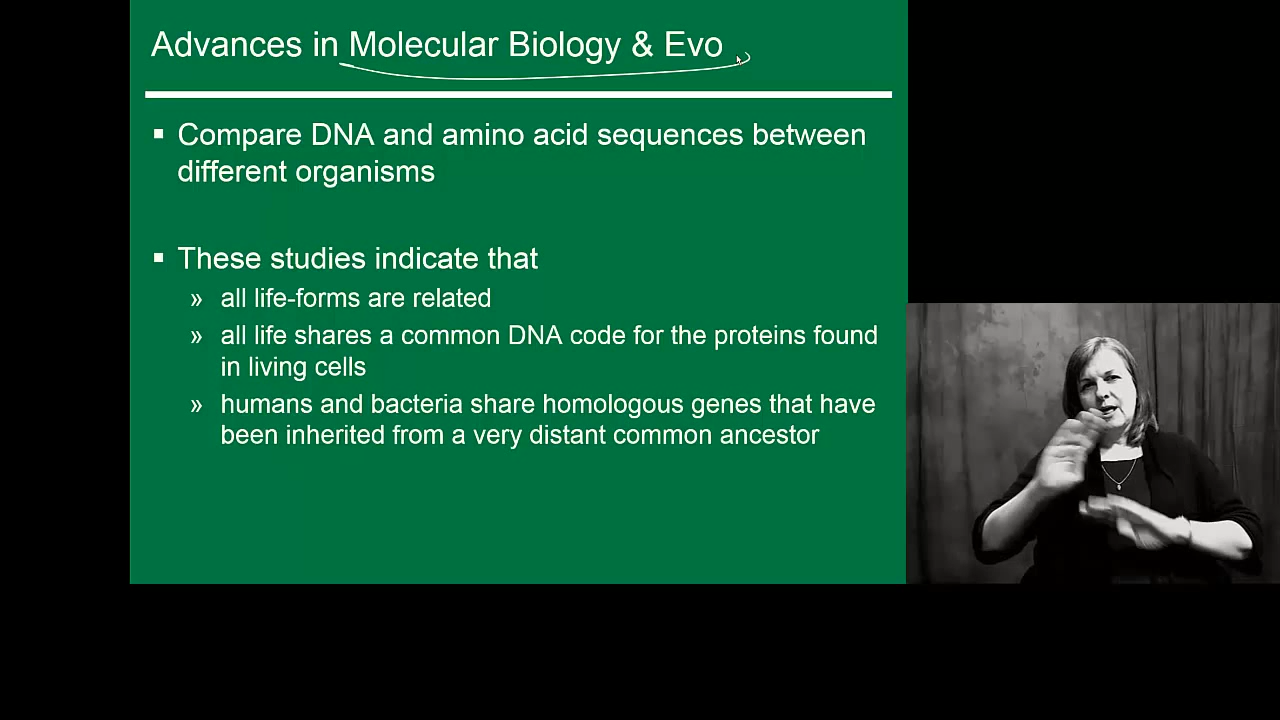 Advances in Molecular Biology & Evo
▪ Compare DNA and amino acid sequences between
different organisms
▪ These studies indicate that
» all life-forms are related
» all life shares a common DNA code for the proteins found
in living cells
» humans and bacteria share homologous genes that have
been inherited from a very distant common ancestor